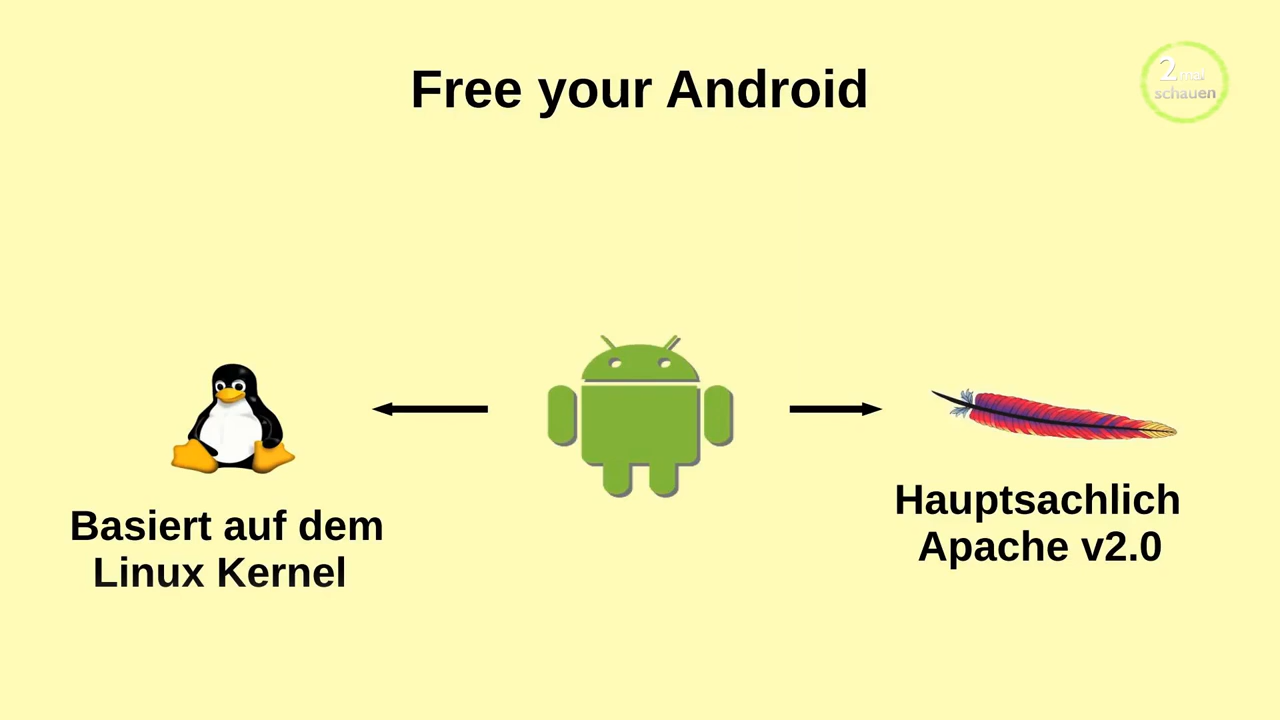 Free your Android
2 mal
schauen
Basiert auf dem
Linux Kernel
Hauptsachlich
Apache v2.0